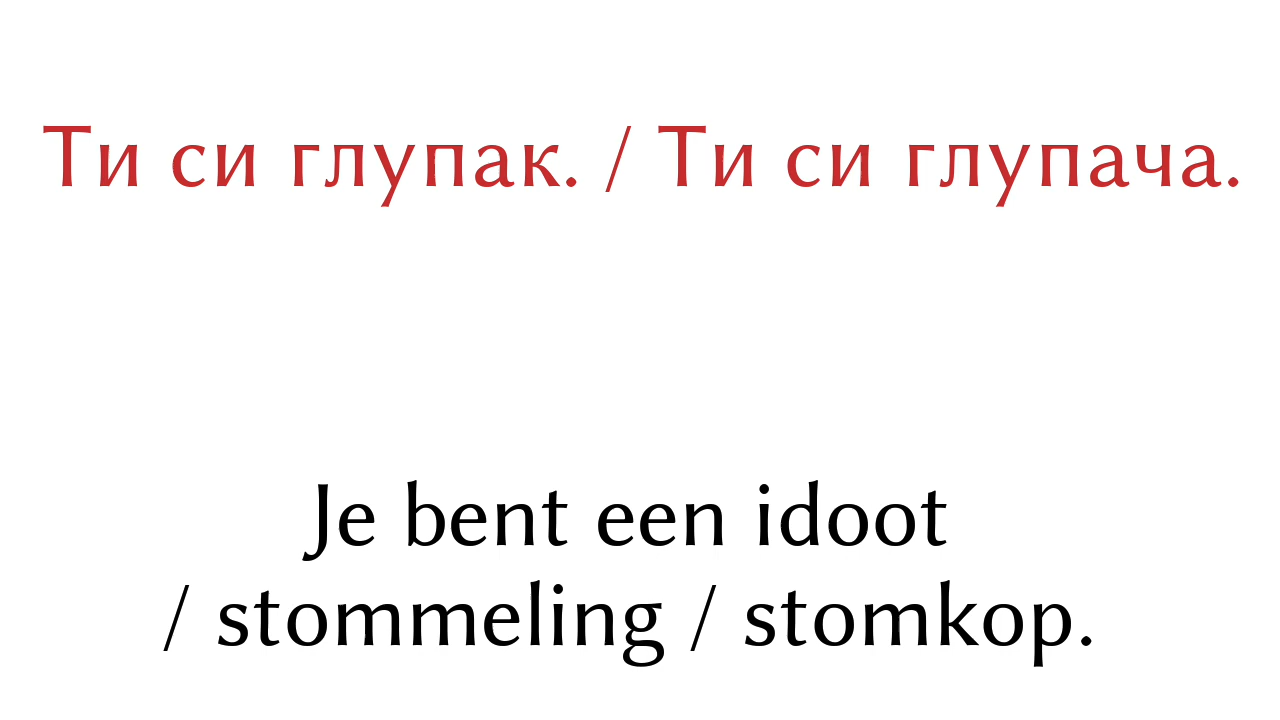 Ти си глупак. / Ти си глупача.
Je bent een idoot
/ stommeling / stomkop.